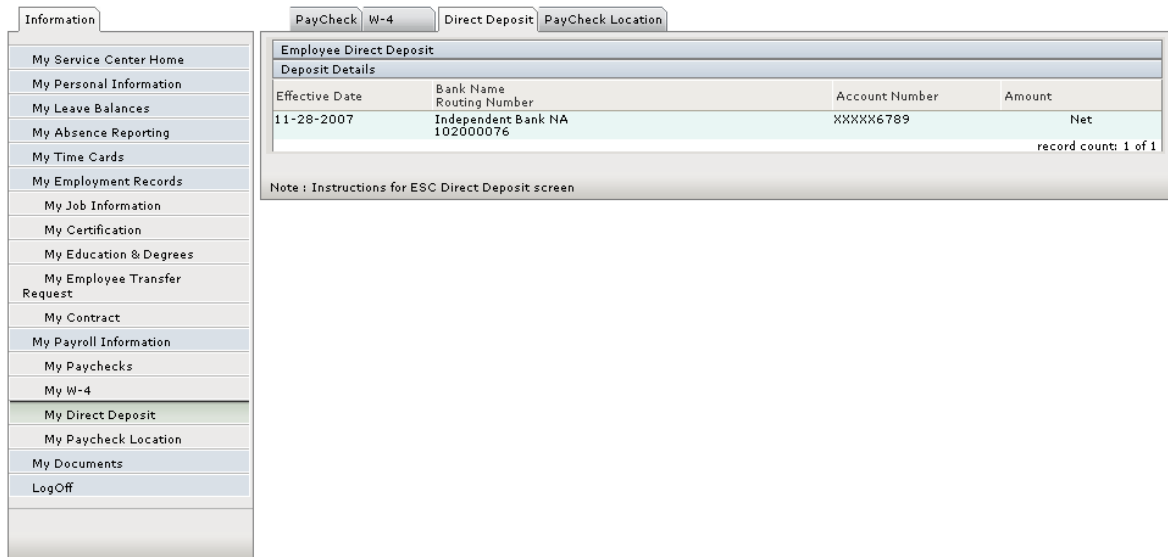 Information
My Service Center Home
My Personal Information
My Leave Balances
My Absence Reporting
My Time Cards
My Employment Records
My Job Information
My Certification
My Education & Degrees
My Employee Transfer
Request
My Contract
My Payroll Information
My Paychecks
My W-4
My Direct Deposit
My Paycheck Location
My Documents
LogOff
PayCheck W-4 Direct Deposit PayCheck Location
Employee Direct Deposit
Deposit Details
Effective Date Bank Name Account Number Amount
Routing Number
11-28-2007 Independent Bank NA XXXXX6789 Net
102000076
record count: 1 of 1
Note : Instructions for ESC Direct Deposit screen